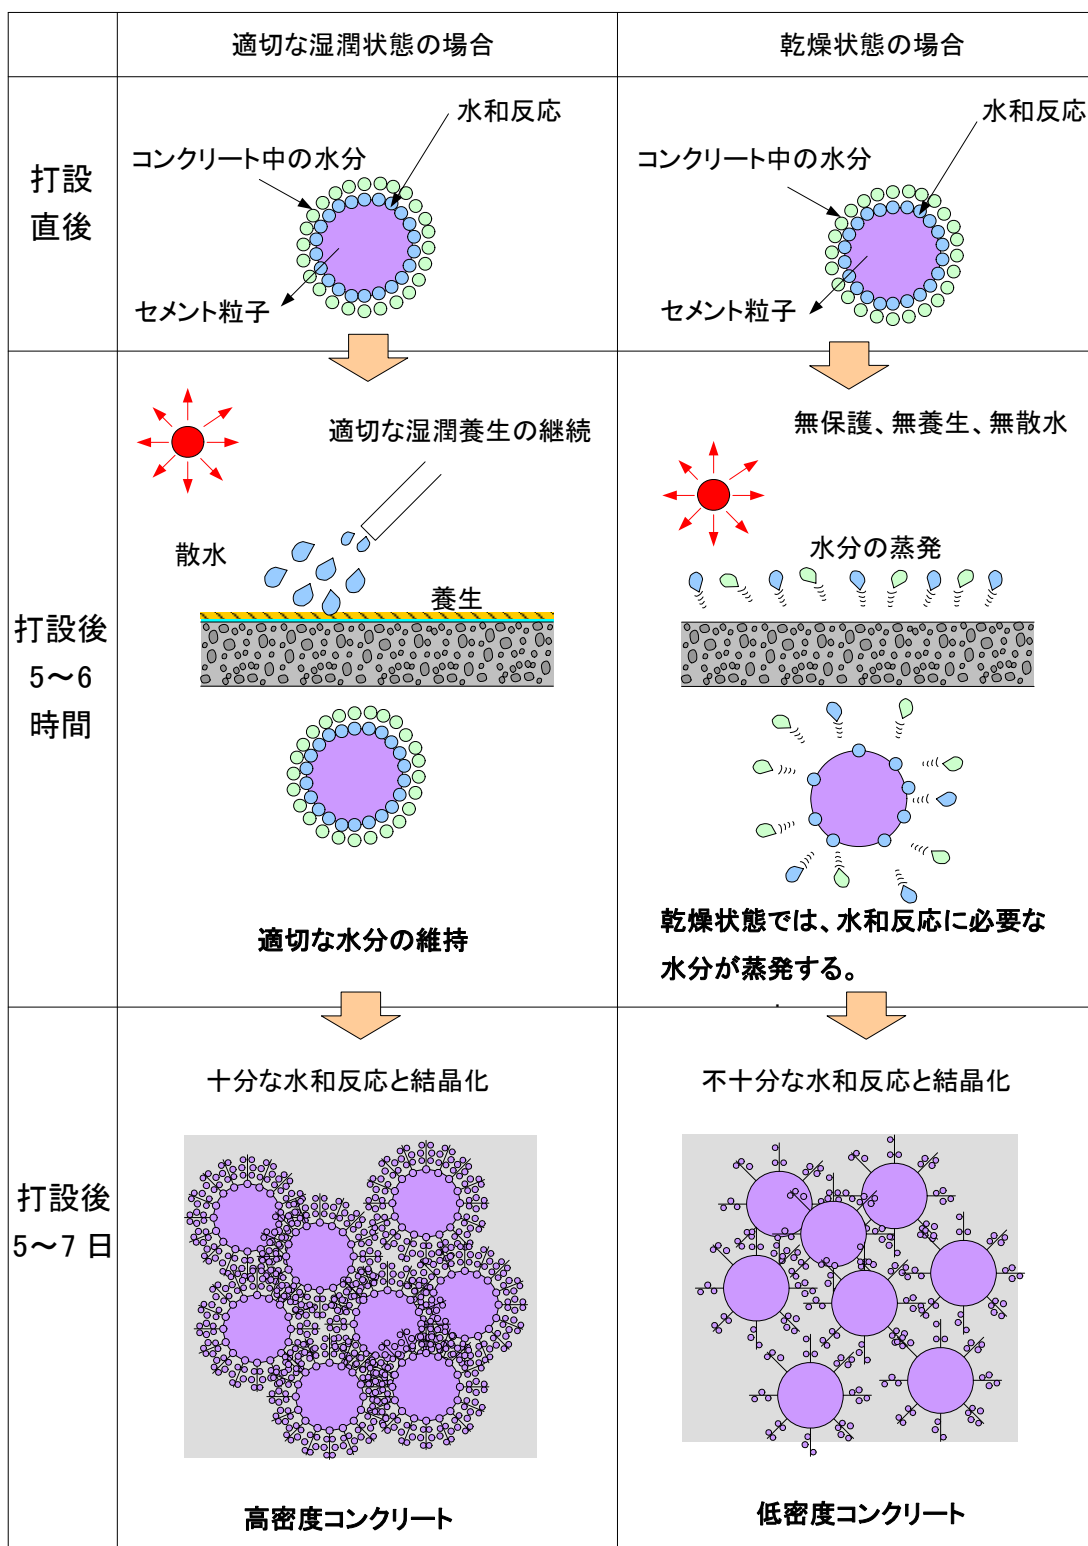 適切な湿潤状態の場合
乾燥状態の場合
打設
直後
水和反応
コンクリート中の水分
セメント粒子
水和反応
コンクリート中の水分
セメント粒子
打設後
5～6
時間
適切な湿潤養生の継続
散水
養生
適切な水分の維持
無保護、無養生、無散水
水分の蒸発
乾燥状態では、水和反応に必要な
水分が蒸発する。
打設後
5～7 日
十分な水和反応と結晶化
高密度コンクリート
不十分な水和反応と結晶化
低密度コンクリート